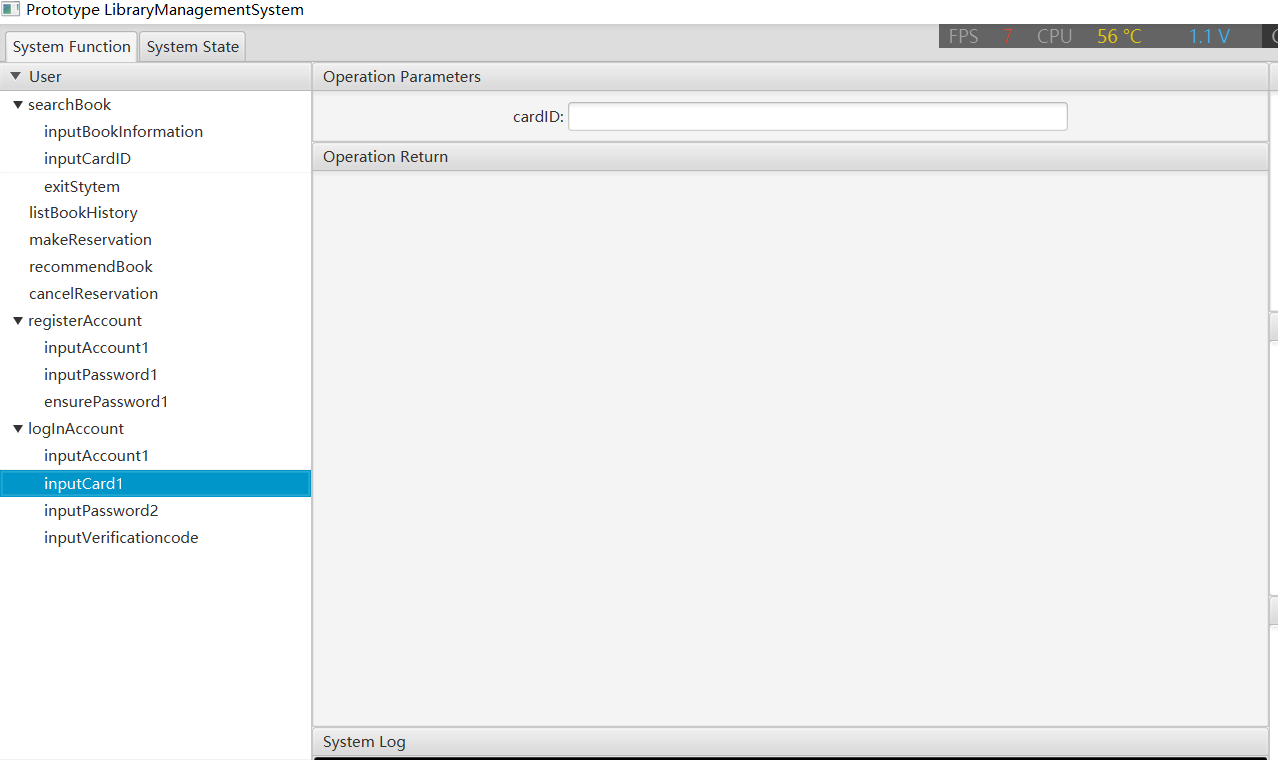 Prototype LibraryManagementSystem
System Function
System State
FPS 7 CPU 56 °C 1.1 V
User
searchBook
inputBookInformation
inputCardID
exitStytem
listBookHistory
makeReservation
recommendBook
cancelReservation
registerAccount
inputAccount1
inputPassword1
ensurePassword1
logInAccount
inputAccount1
inputCard1
inputPassword2
inputVerificationcode
Operation Parameters
cardID:
Operation Return
System Log